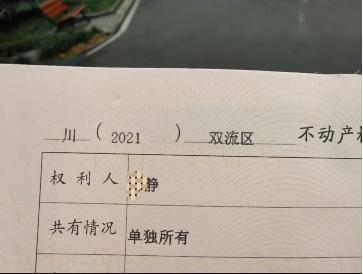 川 ( 2021 ) 双流区 不动产权
权利人 静
共有情况 单独所有